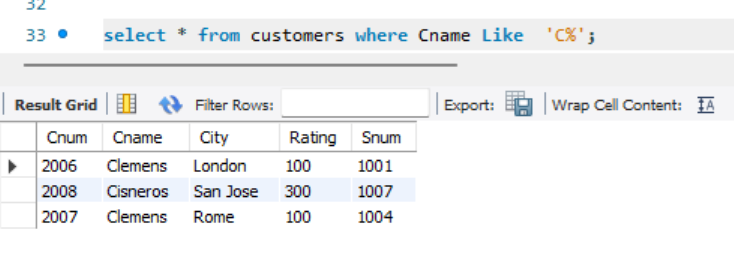 32
33 select * from customers where Cname Like 'C%';
Result Grid Filter Rows: Export: Wrap Cell Content: IA
Cnum Cname City Rating Snum
2006 Clemens London 100 1001
2008 Cisneros San Jose 300 1007
2007 Clemens Rome 100 1004